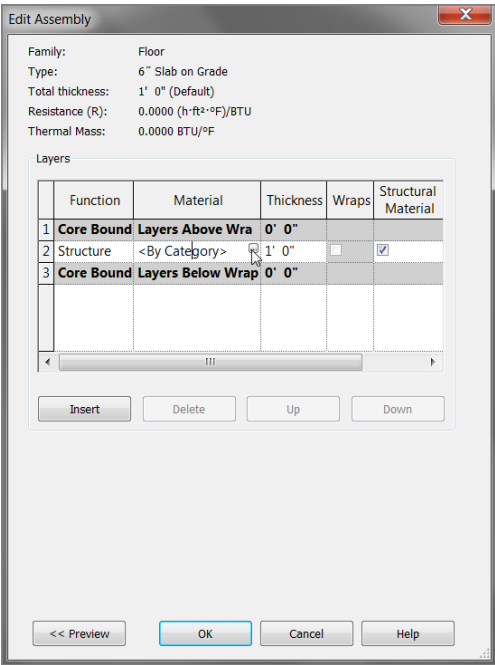 Edit Assembly
Family: Floor
Type: 6″ Slab on Grade
Total thickness: 1' 0" (Default)
Resistance (R): 0.0000 (h·ft²·°F)/BTU
Thermal Mass: 0.0000 BTU/°F
Layers
Function Material Thickness Wraps Structural Material
1 Core Bound Layers Above Wra 0' 0"
2 Structure <By Category> 1' 0"
3 Core Bound Layers Below Wrap 0' 0"
Insert Delete Up Down
<< Preview OK Cancel Help